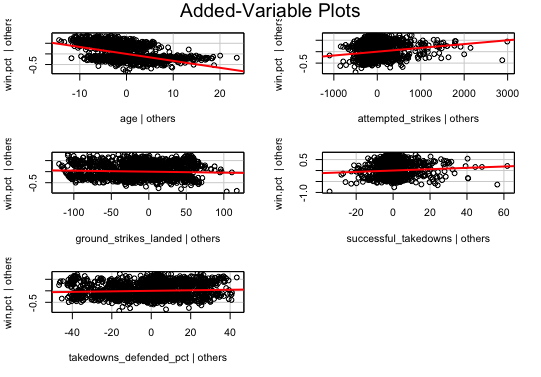 Added-Variable Plots
win.pct | others
-0.5
-10 0 10 20
age | others
win.pct | others
-0.5
-1000 0 1000 2000 3000
attempted_strikes | others
win.pct | others
-0.5
-100 -50 0 50 100
ground_strikes_landed | others
win.pct | others
-1.0 0.5
-20 0 20 40 60
successful_takedowns | others
win.pct | others
-0.5
-40 -20 0 20 40
takedowns_defended_pct | others